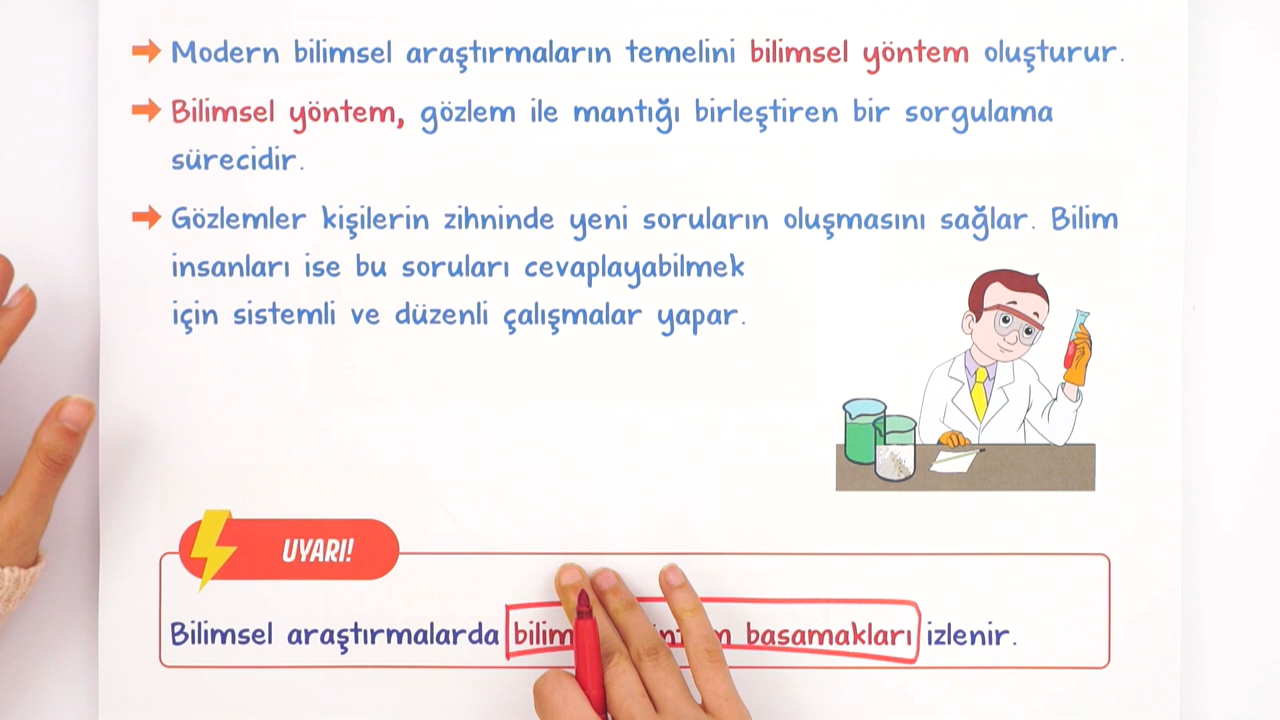 Modern bilimsel araştırmaların temelini bilimsel yöntem oluşturur.
Bilimsel yöntem, gözlem ile mantığı birleştiren bir sorgulama
sürecidir.
Gözlemler kişilerin zihninde yeni soruların oluşmasını sağlar. Bilim
insanları ise bu soruları cevaplayabilmek
için sistemli ve düzenli çalışmalar yapar.
UYARI!
Bilimsel araştırmalarda basamakları izlenir.